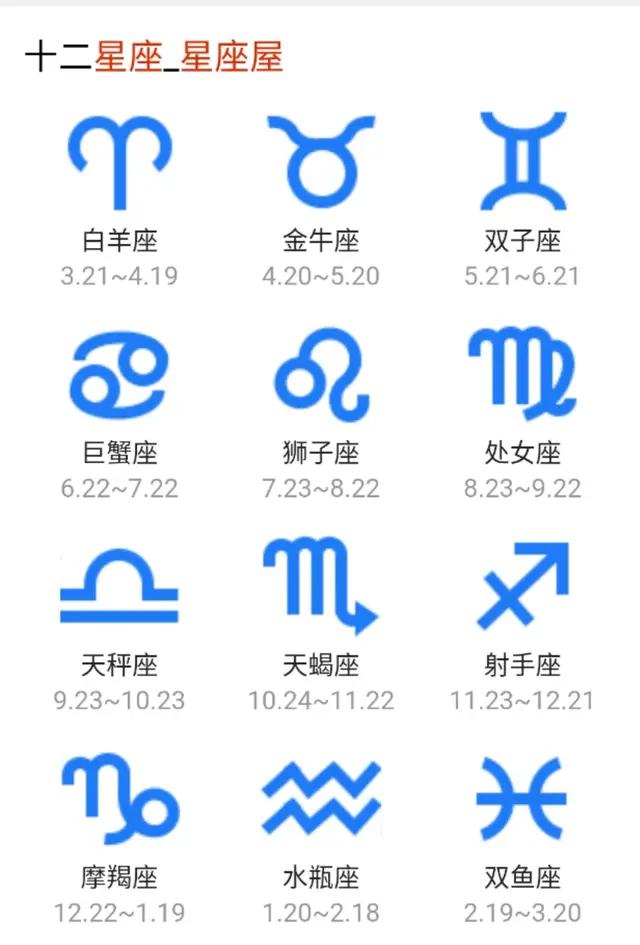 十二星座_星座屋
白羊座 金牛座 双子座
3.21~4.19 4.20~5.20 5.21~6.21
巨蟹座 狮子座 处女座
6.22~7.22 7.23~8.22 8.23~9.22
天秤座 天蝎座 射手座
9.23~10.23 10.24~11.22 11.23~12.21
摩羯座 水瓶座 双鱼座
12.22~1.19 1.20~2.18 2.19~3.20